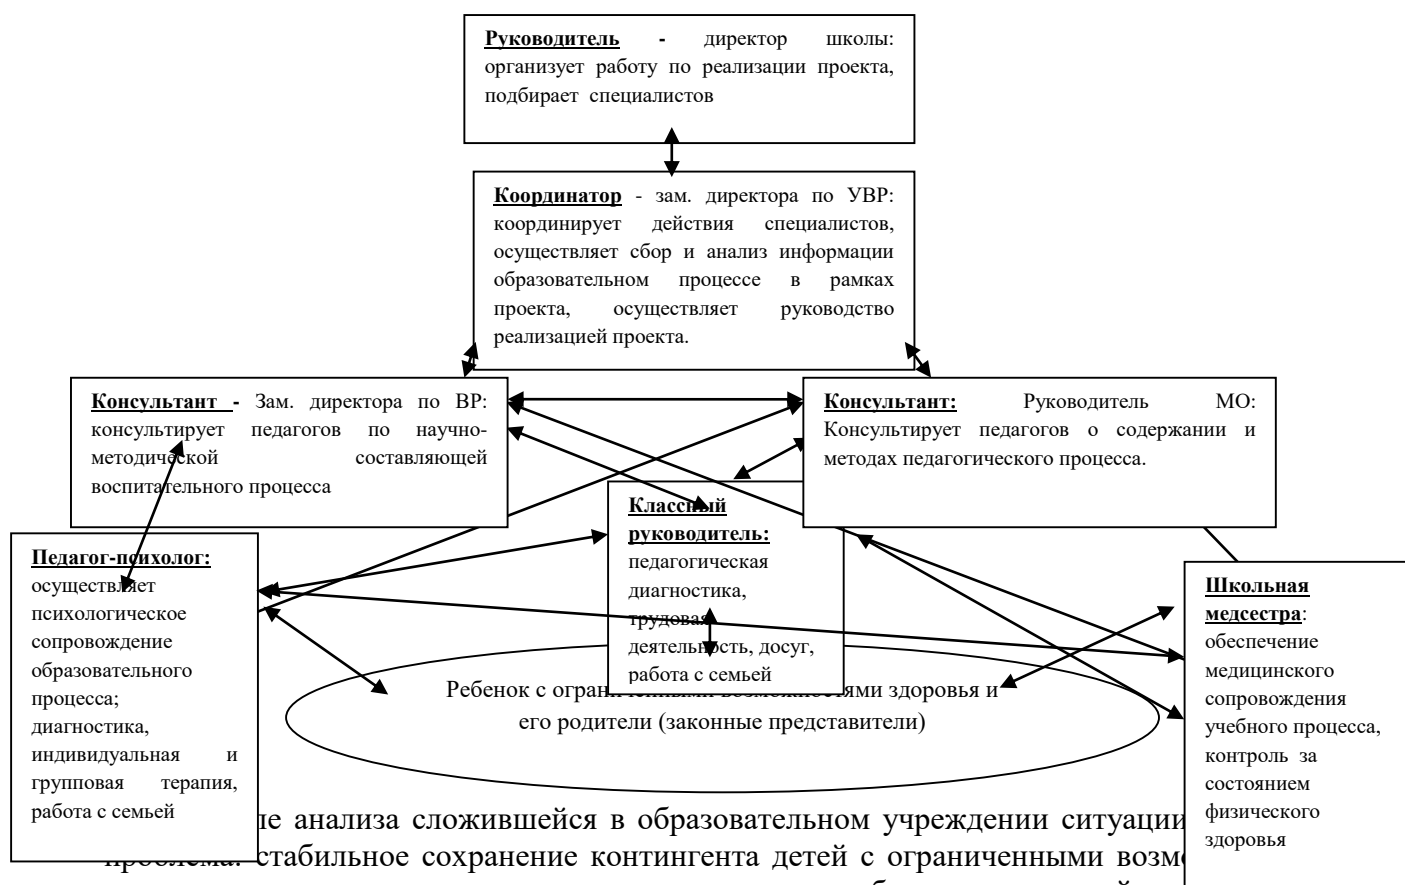 Руководитель - директор школы:
организует работу по реализации проекта,
подбирает специалистов
Координатор - зам. директора по УВР:
координирует действия специалистов,
осуществляет сбор и анализ информации
образовательном процессе в рамках
проекта, осуществляет руководство
реализацией проекта.
Консультант - Зам. директора по ВР:
консультирует педагогов по научно-
методической составляющей
воспитательного процесса
Консультант: Руководитель МО:
Консультирует педагогов о содержании и
методах педагогического процесса.
Классный
руководитель:
педагогическая
диагностика,
трудовая
деятельность, досуг,
работа с семьей
Педагог-психолог:
осуществляет
психологическое
сопровождение
образовательного
процесса;
диагностика,
индивидуальная и
групповая терапия,
работа с семьей
Школьная
медсестра:
обеспечение
медицинского
сопровождения
учебного процесса,
контроль за
состоянием
физического
здоровья
Ребенок с ограниченными возможностями здоровья и
его родители (законные представители)
анализа сложившейся в образовательном учреждении ситуации
проблема: стабильное сохранение контингента детей с ограниченными